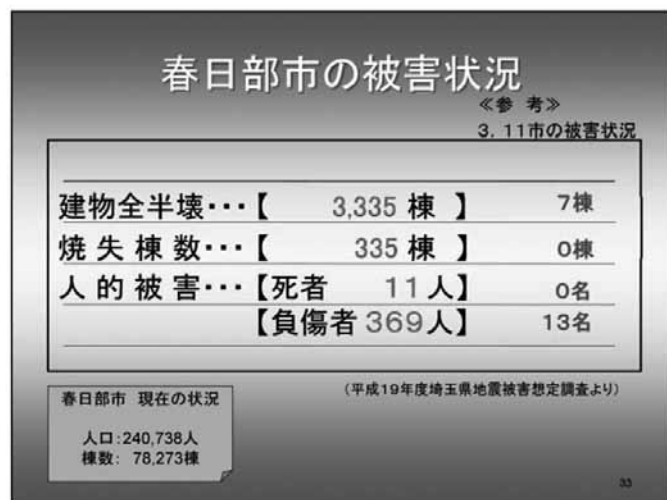 春日部市の被害状況
≪参 考≫
3．11市の被害状況
建物全半壊･･･【 3,335 棟 】 7棟
焼 失 棟 数･･･【 335 棟 】 0棟
人 的 被 害･･･【死者 11 人】 0名
【負傷者 369人】 13名
（平成19年度埼玉県地震被害想定調査より）
春日部市 現在の状況
人口：240,738人
棟数： 78,273棟
33